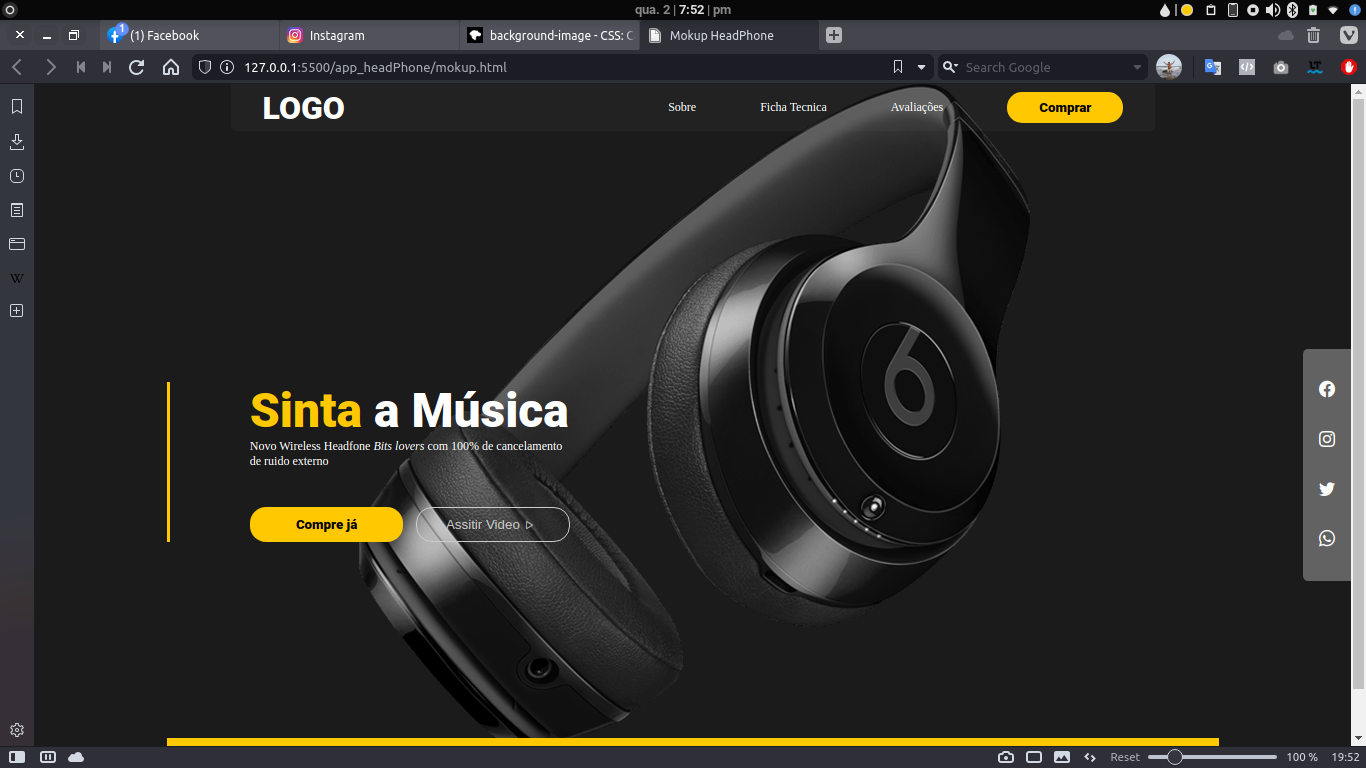 qua. 2 | 7:52 | pm
1
(1) Facebook
Instagram
background-image - CSS: C
Mokup HeadPhone
127.0.0.1:5500/app_headPhone/mokup.html
Search Google
LT
W
LOGO
Sobre
Ficha Tecnica
Avaliações
Comprar
Sinta a Música
Novo Wireless Headfone Bits lovers com 100% de cancelamento
de ruido externo
Compre já
Assitir Video
Reset
100 %
19:52